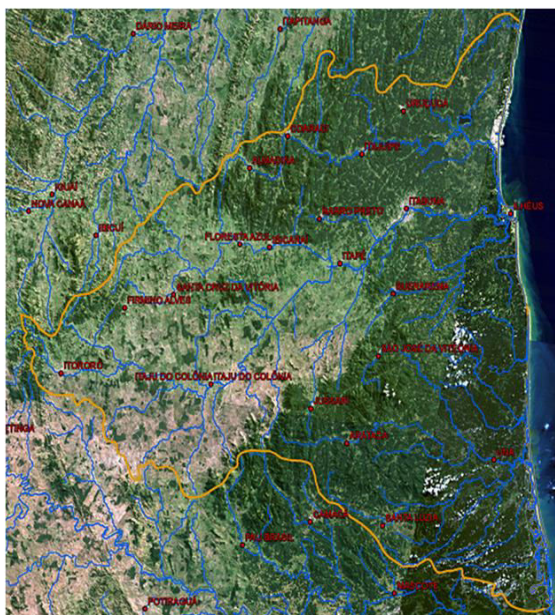 DÁRIO MEIRA
ITAPITANGA
URUÇUCA
COARACI
ITAJUÍPE
ALMADINA
IGUAÍ
NOVA CANAÃ
ITABUNA
ILHÉUS
BARRO PRETO
IBICUÍ
FLORESTA AZUL
IBICARAÍ
ITAPÉ
SANTA CRUZ DA VITÓRIA
BUERAREMA
FIRMINO ALVES
SÃO JOSÉ DA VITÓRIA
ITORORÓ
ITAJU DO COLÔNIA
ITAJU DO COLÔNIA
JUSSARI
ARATACA
UNA
CAMACÃ
SANTA LUZIA
PAU BRASIL
MASCOTE
POTIRAGUÁ